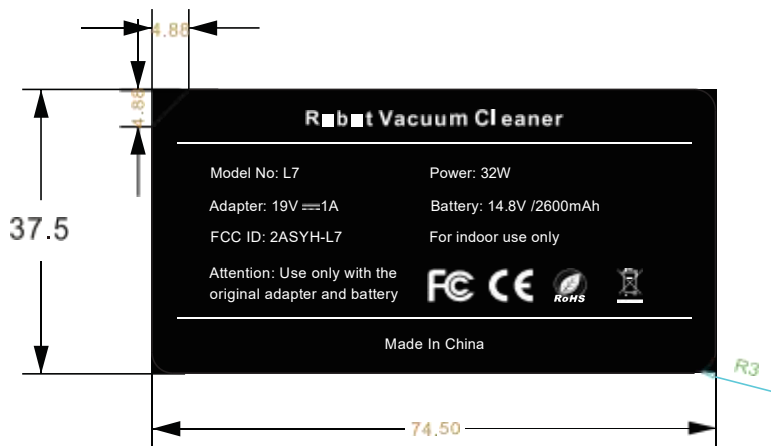 4.88
4.88
Robot Vacuum Cleaner
Model No: L7
Power: 32W
Adapter: 19V ⎓1A
Battery: 14.8V /2600mAh
FCC ID: 2ASYH-L7
For indoor use only
37.5
Attention: Use only with the
original adapter and battery
FC CE RoHS
Made In China
R3
74.50